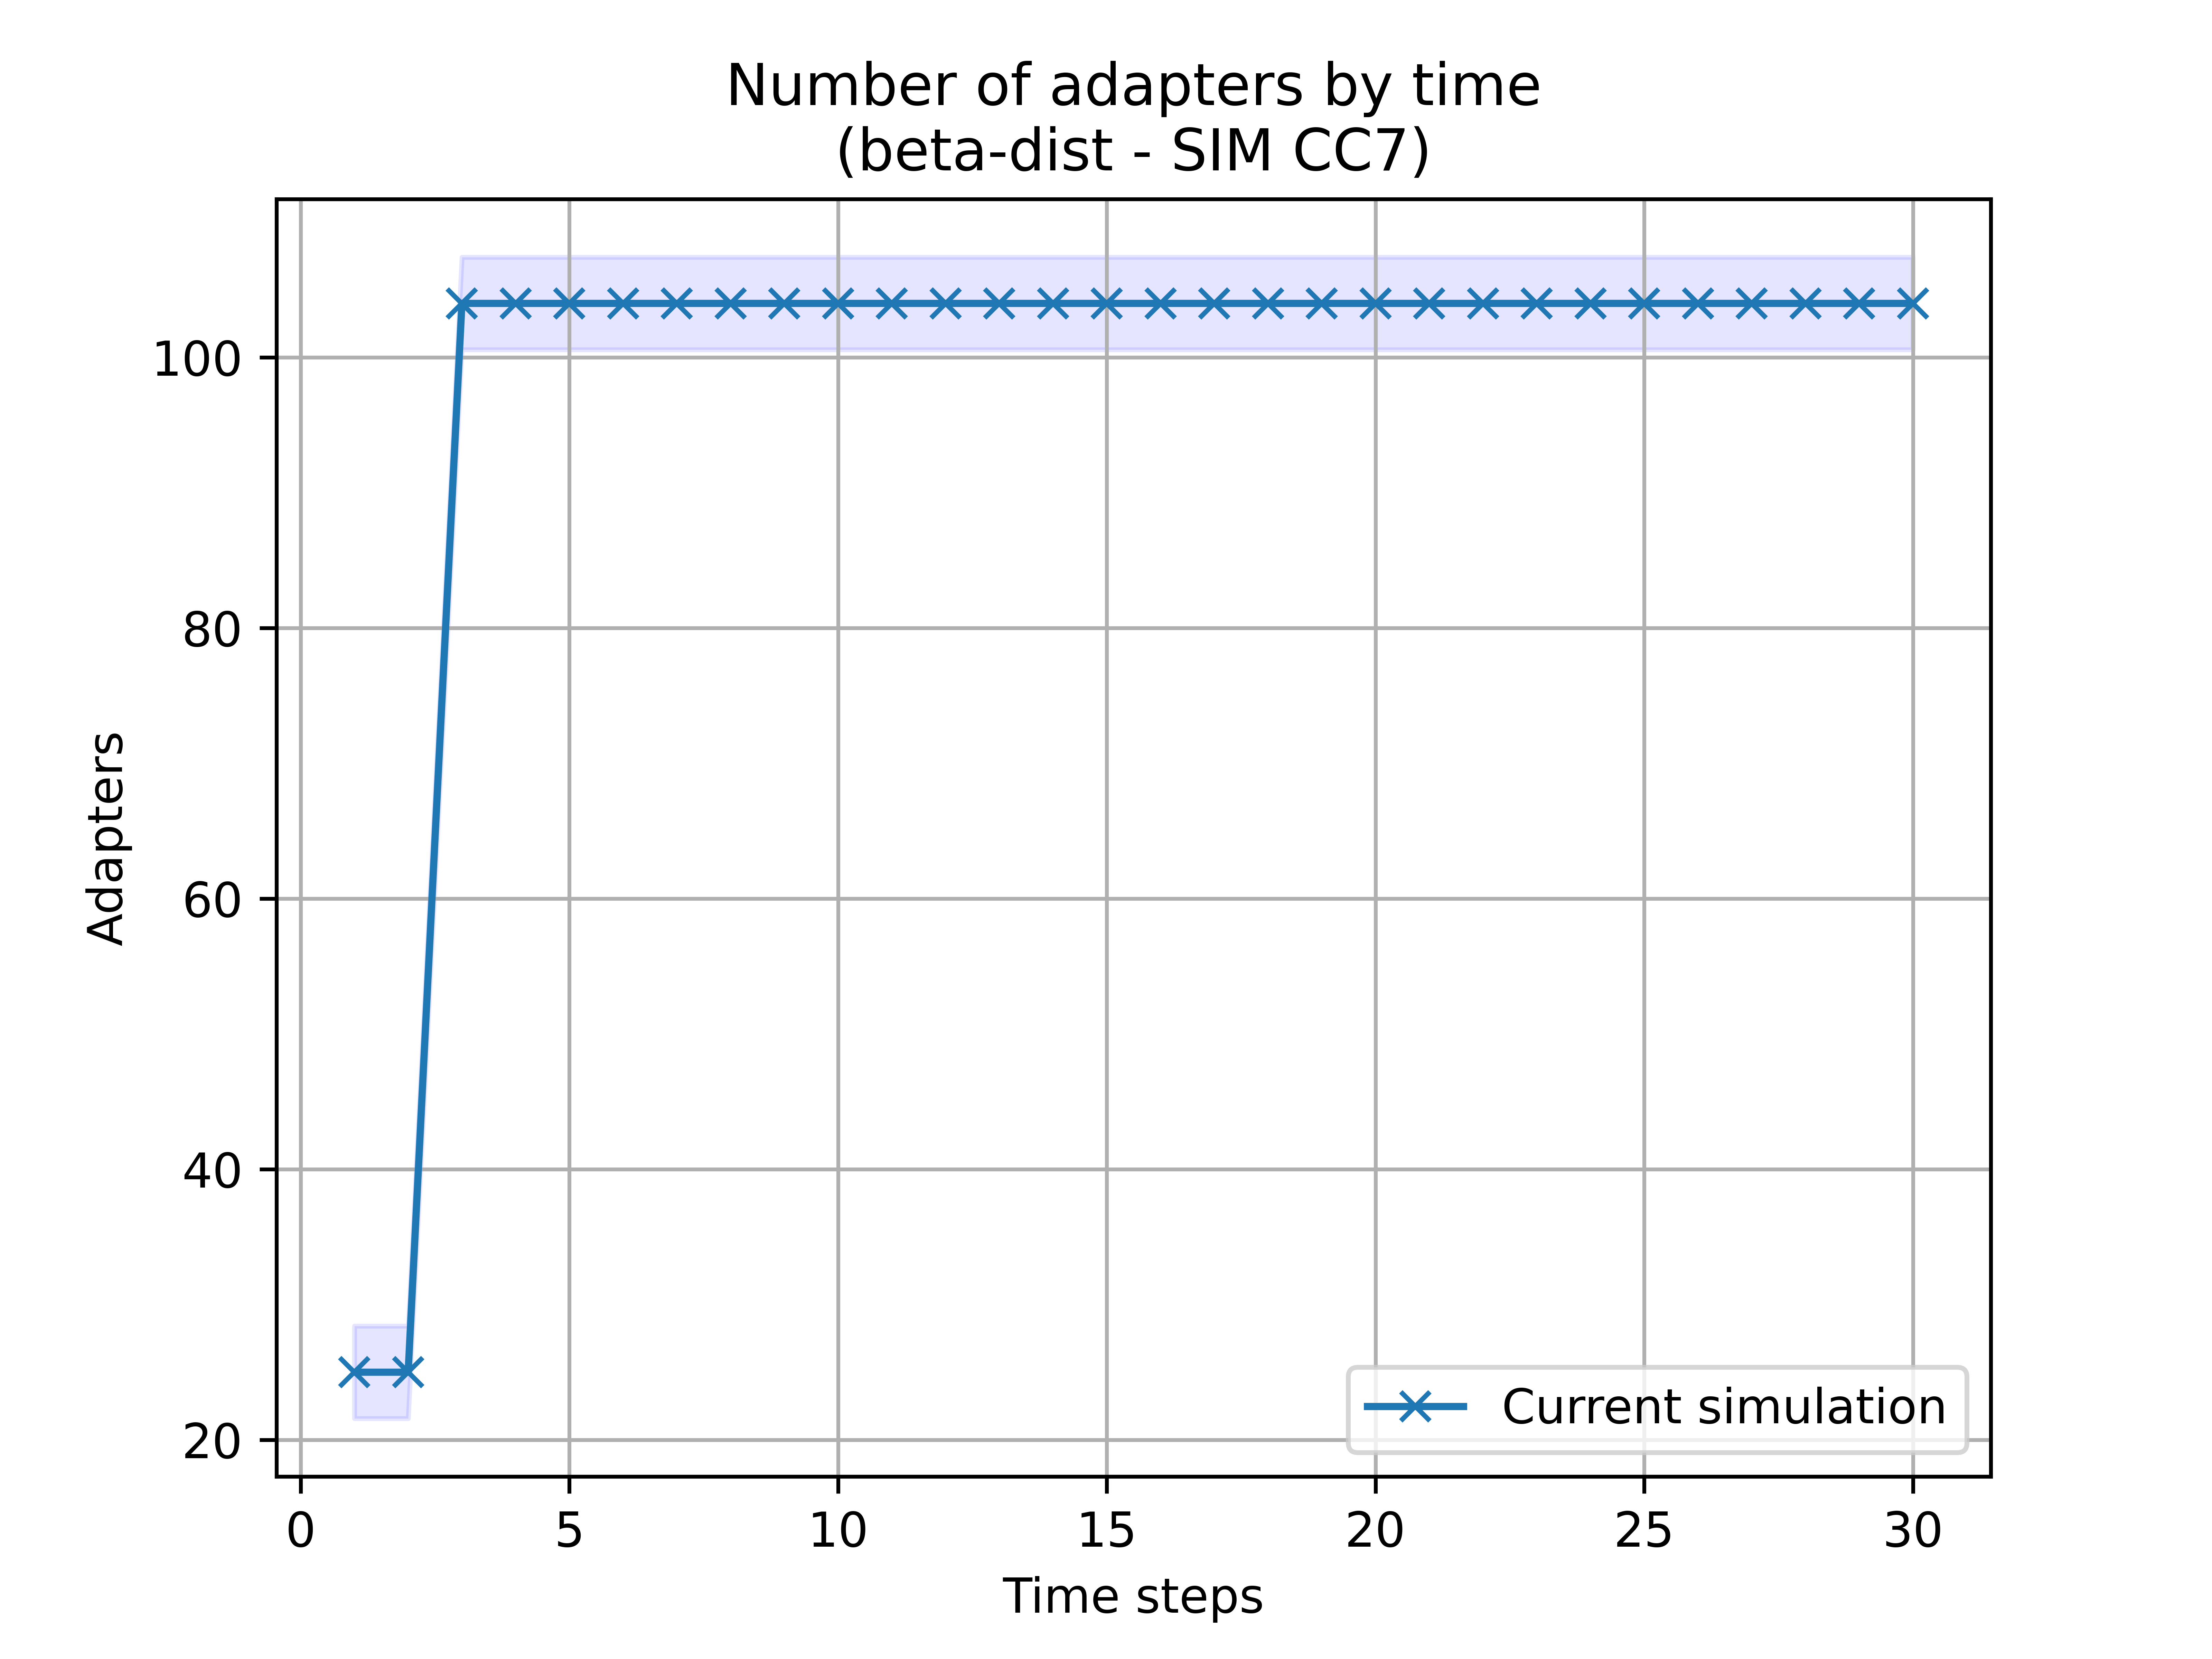 Number of adapters by time
(beta-dist - SIM CC7)
100
80
60
40
20
Adapters
Current simulation
0 5 10 15 20 25 30
Time steps